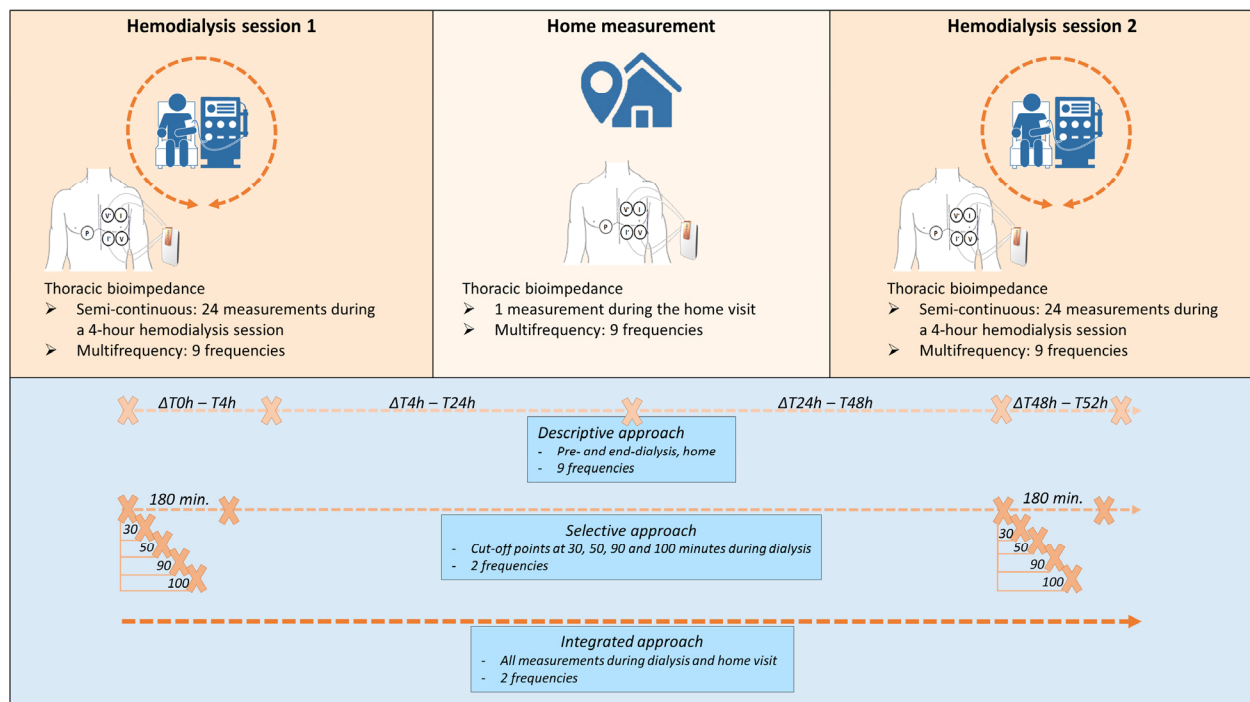 Hemodialysis session 1
Home measurement
Hemodialysis session 2
V' I
P
I' V
V' I
P
I' V
V' I
P
I' V
Thoracic bioimpedance
➤ Semi-continuous: 24 measurements during
a 4-hour hemodialysis session
➤ Multifrequency: 9 frequencies
Thoracic bioimpedance
➤ 1 measurement during the home visit
➤ Multifrequency: 9 frequencies
Thoracic bioimpedance
➤ Semi-continuous: 24 measurements during
a 4-hour hemodialysis session
➤ Multifrequency: 9 frequencies
ΔT0h – T4h
ΔT4h – T24h
ΔT24h – T48h
ΔT48h – T52h
Descriptive approach
- Pre- and end-dialysis, home
- 9 frequencies
180 min.
30
50
90
100
Selective approach
- Cut-off points at 30, 50, 90 and 100 minutes during dialysis
- 2 frequencies
180 min.
30
50
90
100
Integrated approach
- All measurements during dialysis and home visit
- 2 frequencies